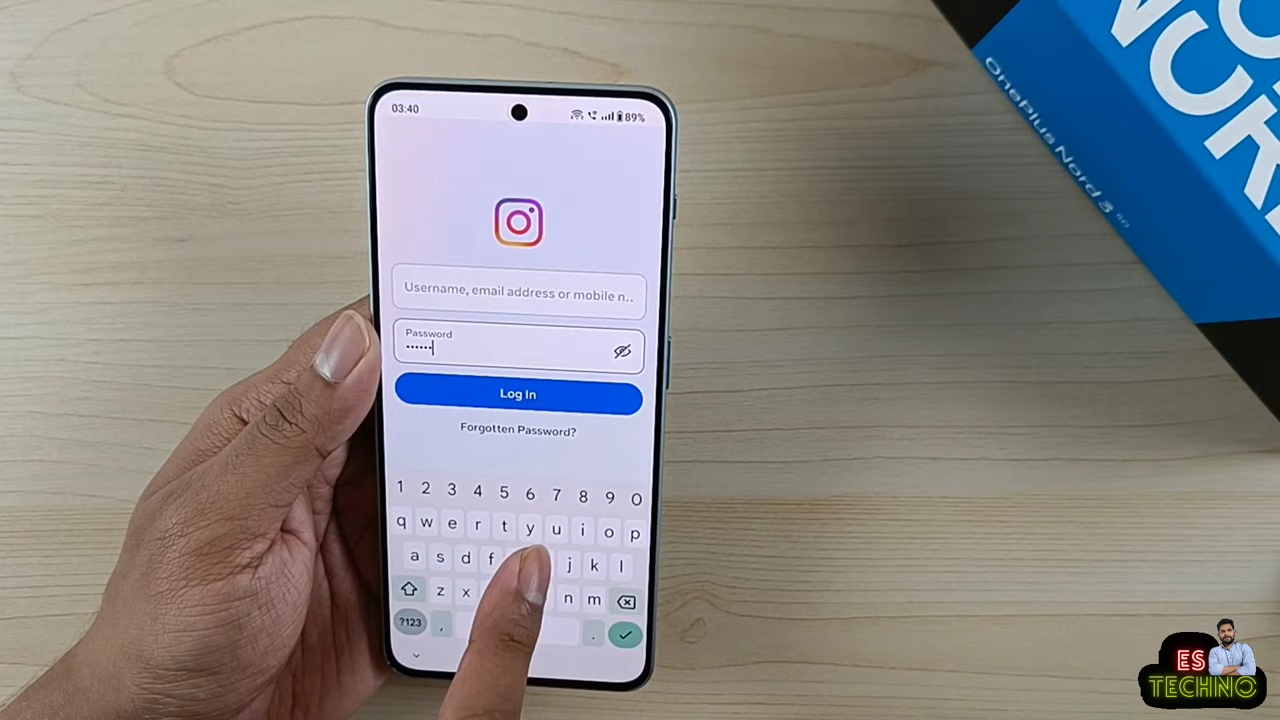 03:40
89%
Username, email address or mobile n..
Password
••••••
Log In
Forgotten Password?
1 2 3 4 5 6 7 8 9 0
q w e r t y u i o p
a s d f j k l
z x n m
?123 , .
OnePlus Nord 3 5G
ES
TECHNO